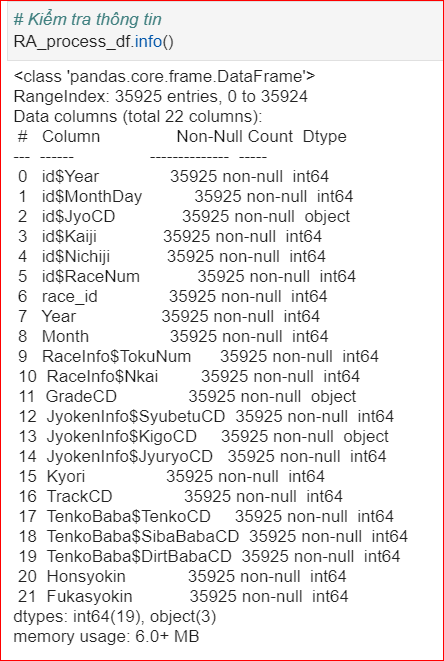 # Kiểm tra thông tin
RA_process_df.info()
<class 'pandas.core.frame.DataFrame'>
RangeIndex: 35925 entries, 0 to 35924
Data columns (total 22 columns):
#   Column   Non-Null Count   Dtype
---  ------   --------------  -----
0   id$Year   35925 non-null  int64
1   id$MonthDay   35925 non-null  int64
2   id$JyoCD   35925 non-null  object
3   id$Kaiji   35925 non-null  int64
4   id$Nichiji   35925 non-null  int64
5   id$RaceNum   35925 non-null  int64
6   race_id   35925 non-null  int64
7   Year   35925 non-null  int64
8   Month   35925 non-null  int64
9   RaceInfo$TokuNum   35925 non-null  int64
10  RaceInfo$Nkai   35925 non-null  int64
11  GradeCD   35925 non-null  object
12  JyokenInfo$SyubetuCD  35925 non-null  int64
13  JyokenInfo$KigoCD   35925 non-null  object
14  JyokenInfo$JyuryoCD   35925 non-null  int64
15  Kyori   35925 non-null  int64
16  TrackCD   35925 non-null  int64
17  TenkoBaba$TenkoCD   35925 non-null  int64
18  TenkoBaba$SibaBabaCD  35925 non-null  int64
19  TenkoBaba$DirtBabaCD  35925 non-null  int64
20  Honsyokin   35925 non-null  int64
21  Fukasyokin   35925 non-null  int64
dtypes: int64(19), object(3)
memory usage: 6.0+ MB